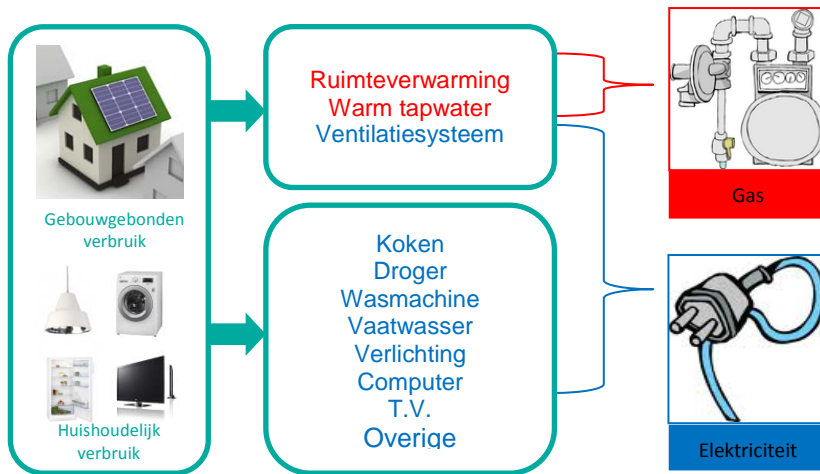 Gebouwgebonden
verbruik
Huishoudelijk
verbruik
Ruimteverwarming
Warm tapwater
Ventilatiesysteem
Koken
Droger
Wasmachine
Vaatwasser
Verlichting
Computer
T.V.
Overige
Gas
Elektriciteit